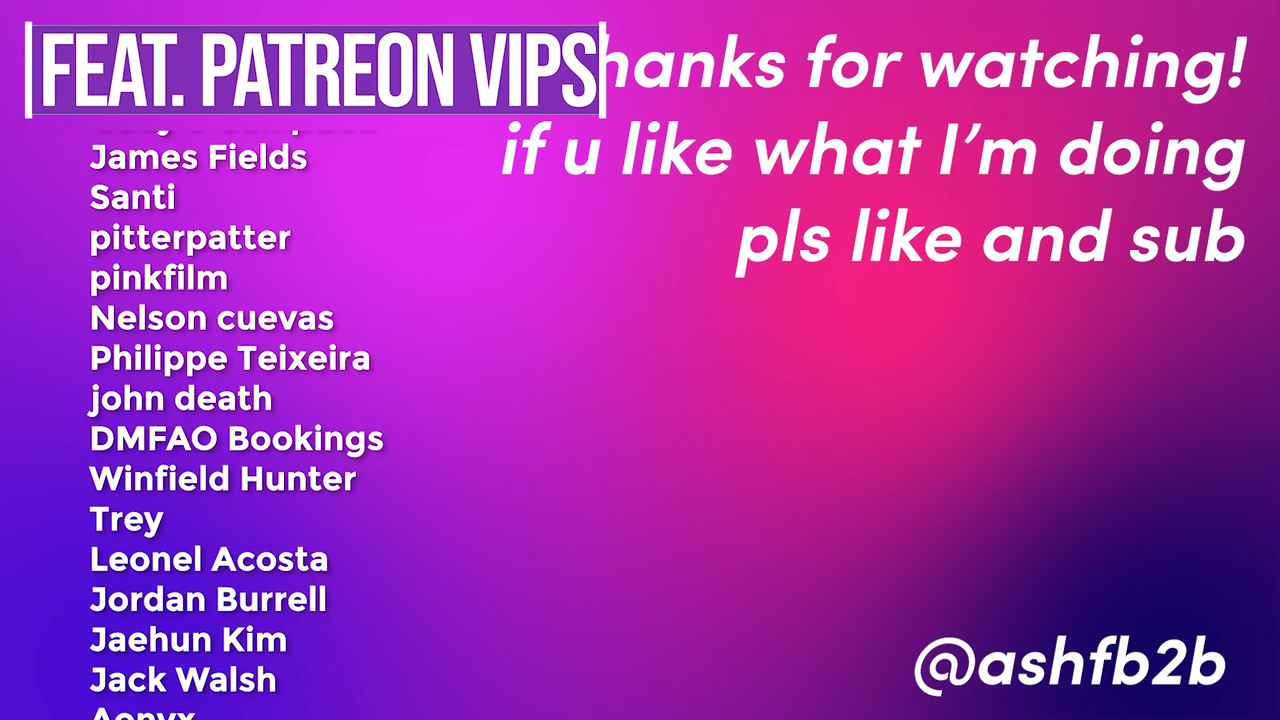 FEAT. PATREON VIPS
hanks for watching!
if u like what I'm doing
pls like and sub
James Fields
Santi
pitterpatter
pinkfilm
Nelson cuevas
Philippe Teixeira
john death
DMFAO Bookings
Winfield Hunter
Trey
Leonel Acosta
Jordan Burrell
Jaehun Kim
Jack Walsh
@ashfb2b